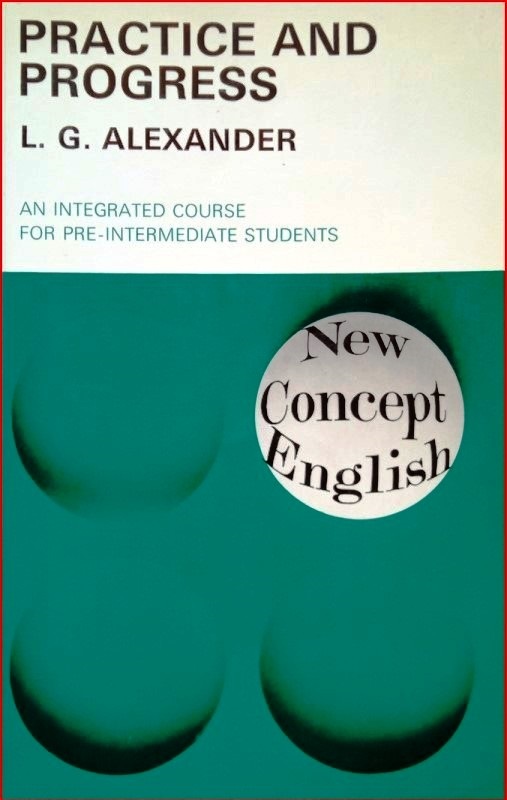 PRACTICE AND
PROGRESS
L. G. ALEXANDER
AN INTEGRATED COURSE
FOR PRE-INTERMEDIATE STUDENTS
New
Concept
English